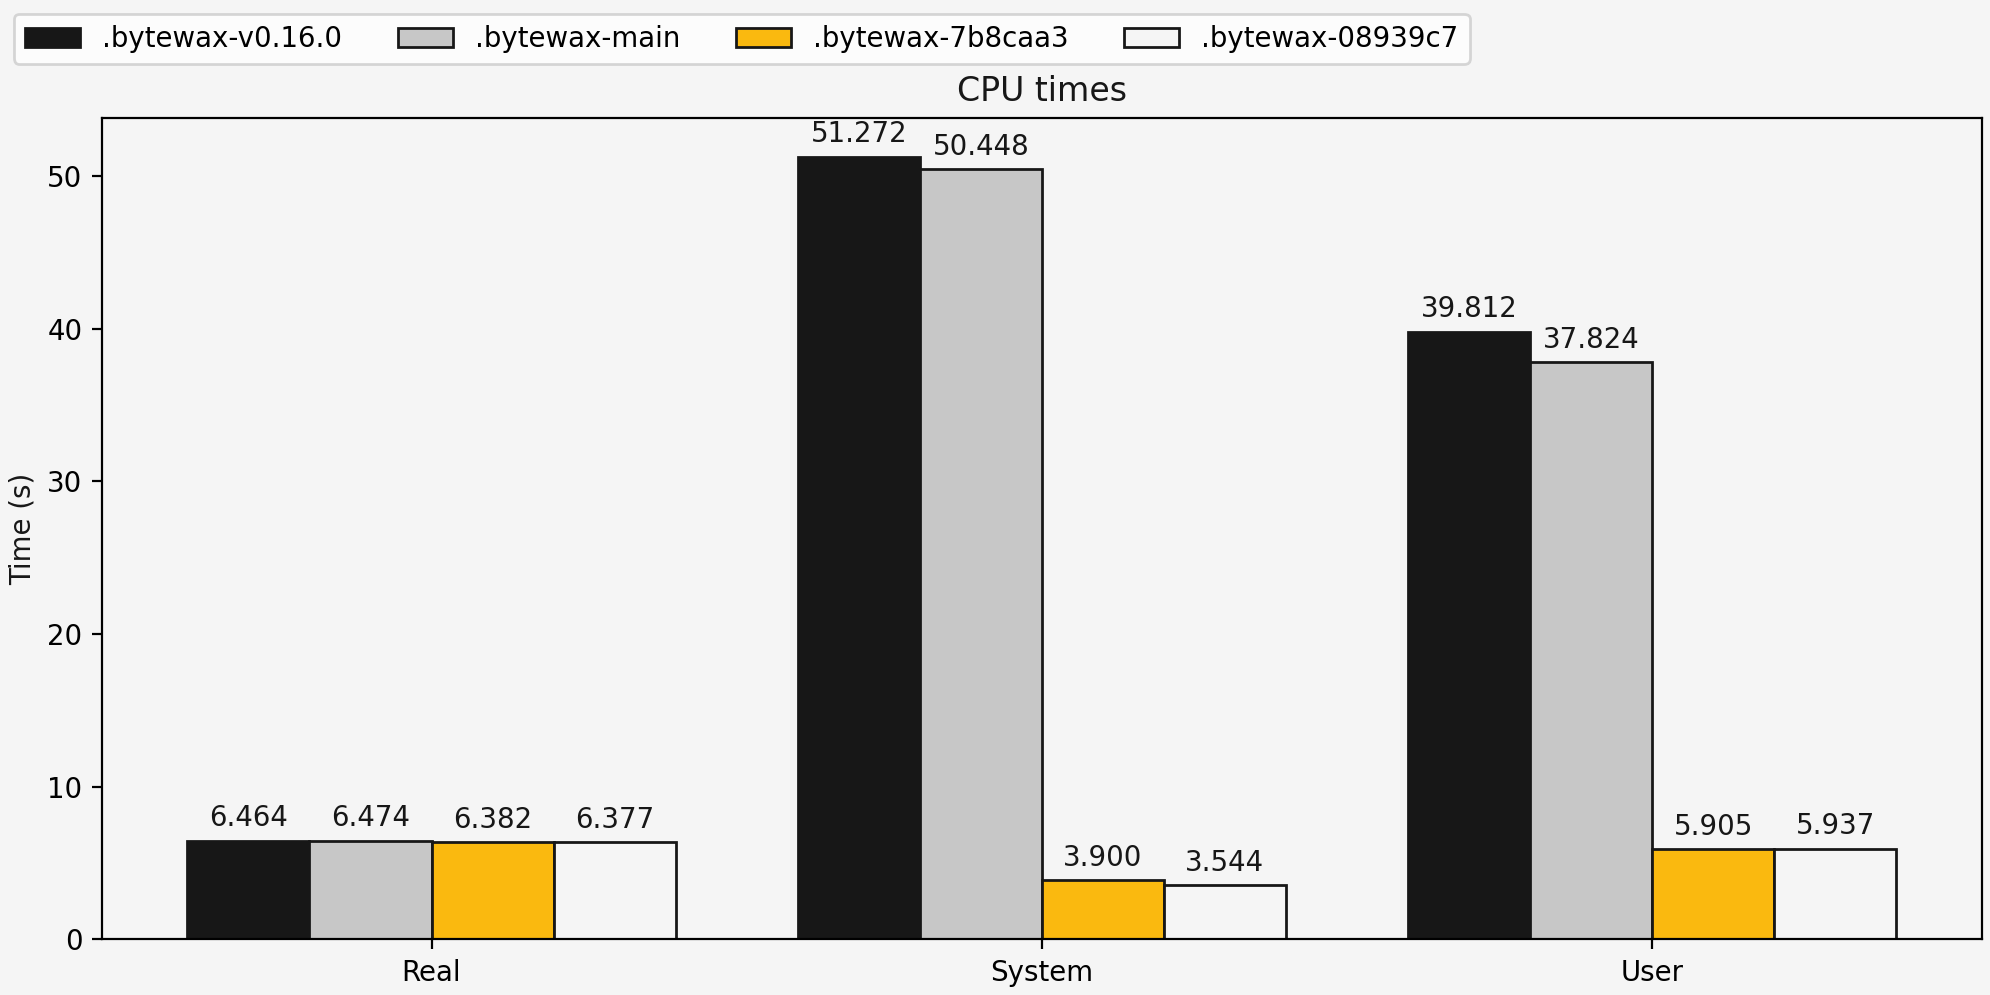 .bytewax-v0.16.0 .bytewax-main .bytewax-7b8caa3 .bytewax-08939c7
CPU times
Time (s)
50
40
30
20
10
0
6.464 6.474 6.382 6.377
51.272 50.448 3.900 3.544
39.812 37.824 5.905 5.937
Real System User